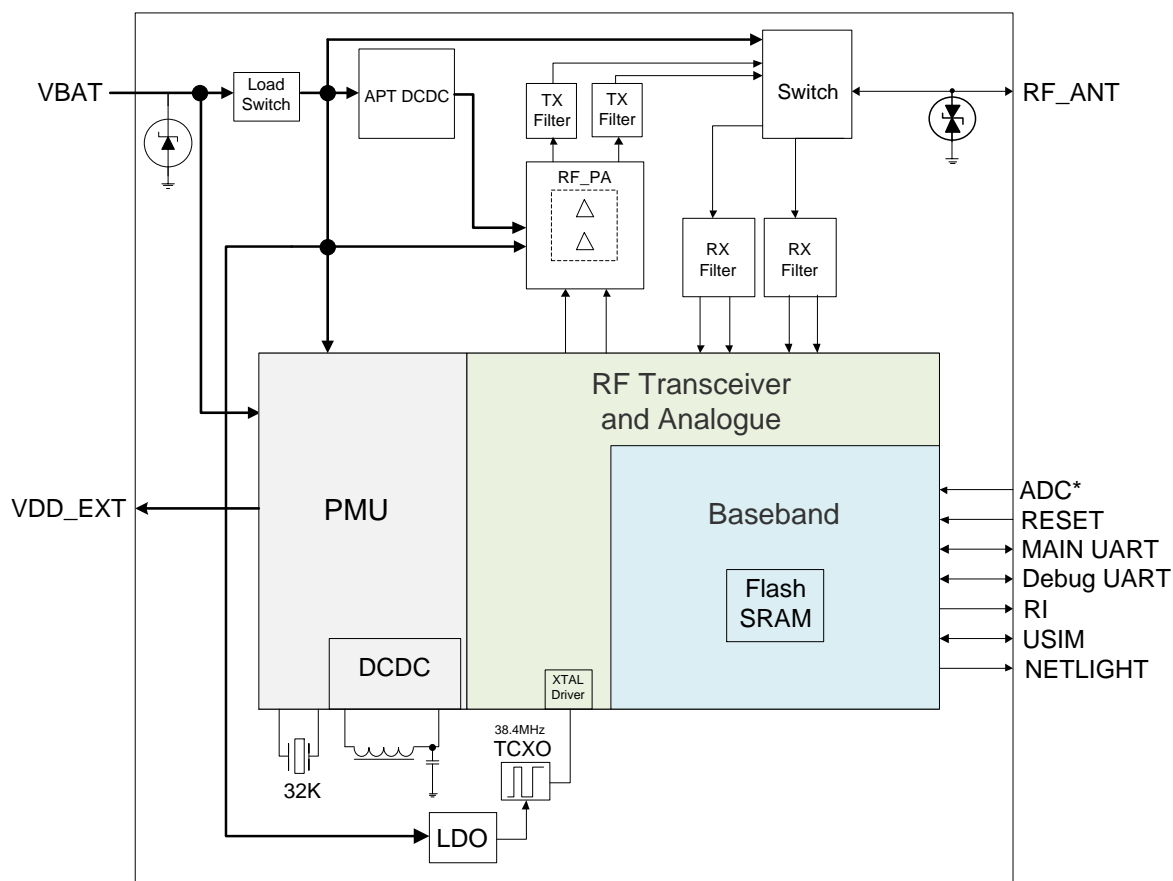 VBAT
Load
Switch
APT DCDC
TX
Filter
TX
Filter
Switch
RF_ANT
RF_PA
RX
Filter
RX
Filter
RF Transceiver
and Analogue
PMU
VDD_EXT
Baseband
Flash
SRAM
ADC*
RESET
MAIN UART
Debug UART
RI
USIM
NETLIGHT
DCDC
XTAL
Driver
38.4MHz
TCXO
32K
LDO